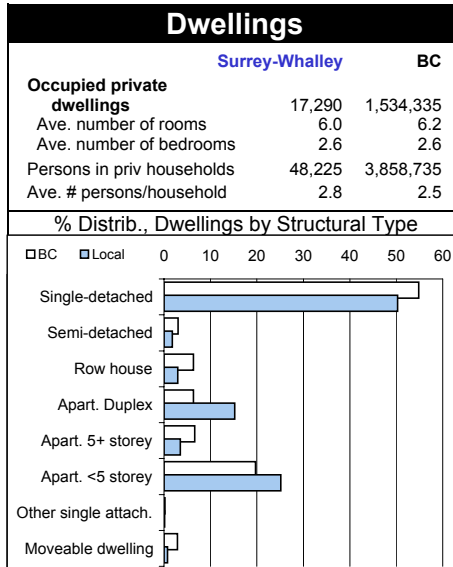 Dwellings
Surrey-Whalley BC
Occupied private
dwellings 17,290 1,534,335
Ave. number of rooms 6.0 6.2
Ave. number of bedrooms 2.6 2.6
Persons in priv households 48,225 3,858,735
Ave. # persons/household 2.8 2.5
% Distrib., Dwellings by Structural Type
BC Local 0 10 20 30 40 50 60
Single-detached
Semi-detached
Row house
Apart. Duplex
Apart. 5+ storey
Apart. <5 storey
Other single attach.
Moveable dwelling